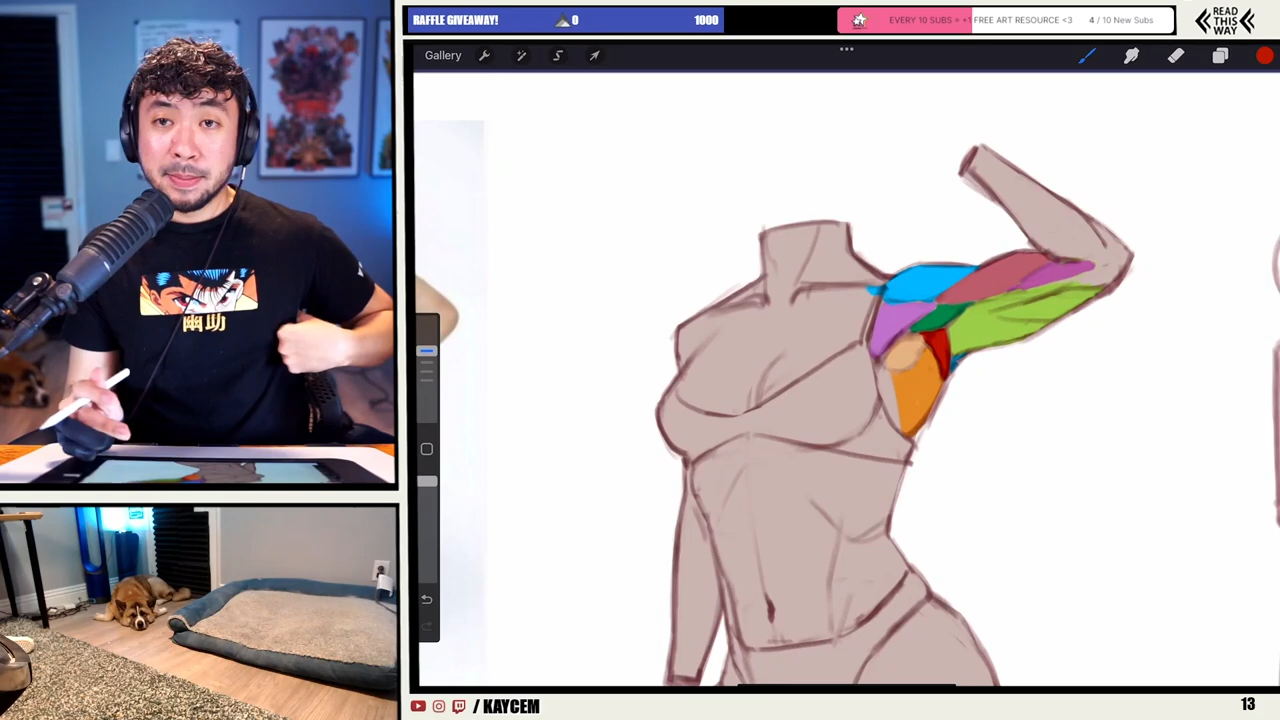 RAFFLE GIVEAWAY!
0
1000
EVERY 10 SUBS = +1 FREE ART RESOURCE <3
4 / 10 New Subs
READ
THIS
WAY
Gallery
幽助
/ KAYCEM
13